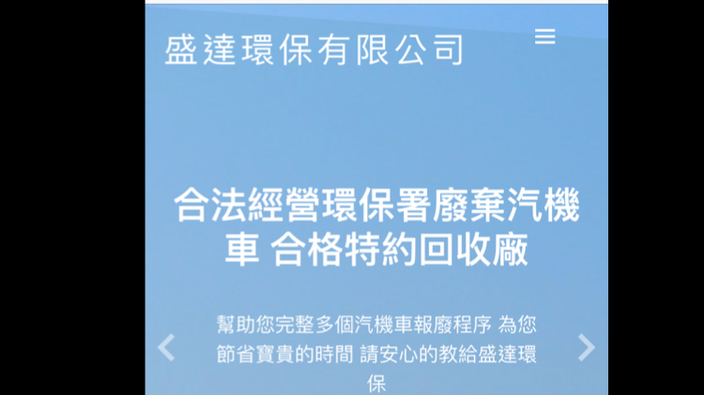 盛達環保有限公司
合法經營環保署廢棄汽機
車 合格特約回收廠
幫助您完整多個汽機車報廢程序 為您
節省寶貴的時間 請安心的教給盛達環
保